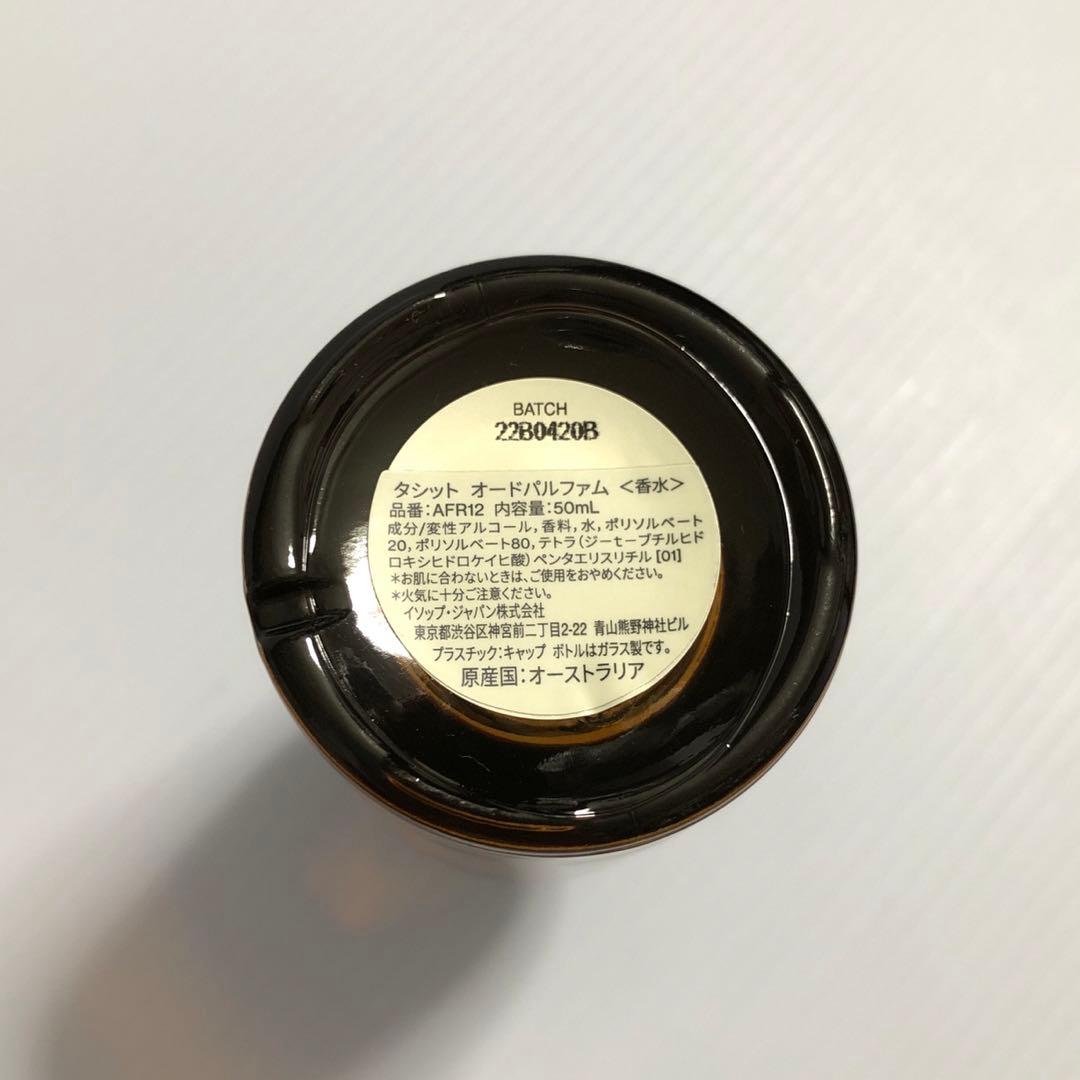 BATCH
22B0420B
タシット オードパルファム <香水>
品番:AFR12 内容量:50mL
成分/変性アルコール,香料,水,ポリソルベート
20,ポリソルベート80,テトラ(ジ-t-ブチルヒド
ロキシヒドロケイヒ酸)ペンタエリスリチル[01]
*お肌に合わないときは、ご使用をおやめください。
*火気に十分ご注意ください。
イソップ・ジャパン株式会社
東京都渋谷区神宮前二丁目2-22 青山熊野神社ビル
プラスチック:キャップ ボトルはガラス製です。
原産国:オーストラリア